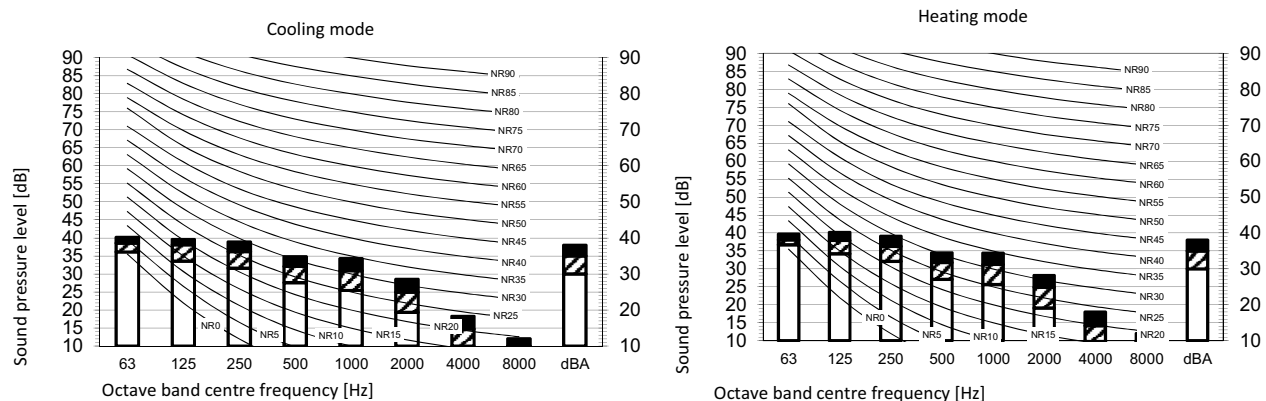 Cooling mode
Sound pressure level [dB]
90
85
80
75
70
65
60
55
50
45
40
35
30
25
20
15
10
NR90
NR85
NR80
NR75
NR70
NR65
NR60
NR55
NR50
NR45
NR40
NR35
NR30
NR25
NR0
NR5
NR10
NR15
NR20
90
80
70
60
50
40
30
20
10
63 125 250 500 1000 2000 4000 8000 dBA
Octave band centre frequency [Hz]
Heating mode
Sound pressure level [dB]
90
85
80
75
70
65
60
55
50
45
40
35
30
25
20
15
10
NR90
NR85
NR80
NR75
NR70
NR65
NR60
NR55
NR50
NR45
NR40
NR35
NR30
NR25
NR20
NR0
NR5
NR10
NR15
90
80
70
60
50
40
30
20
10
63 125 250 500 1000 2000 4000 8000 dBA
Octave band centre frequency [Hz]